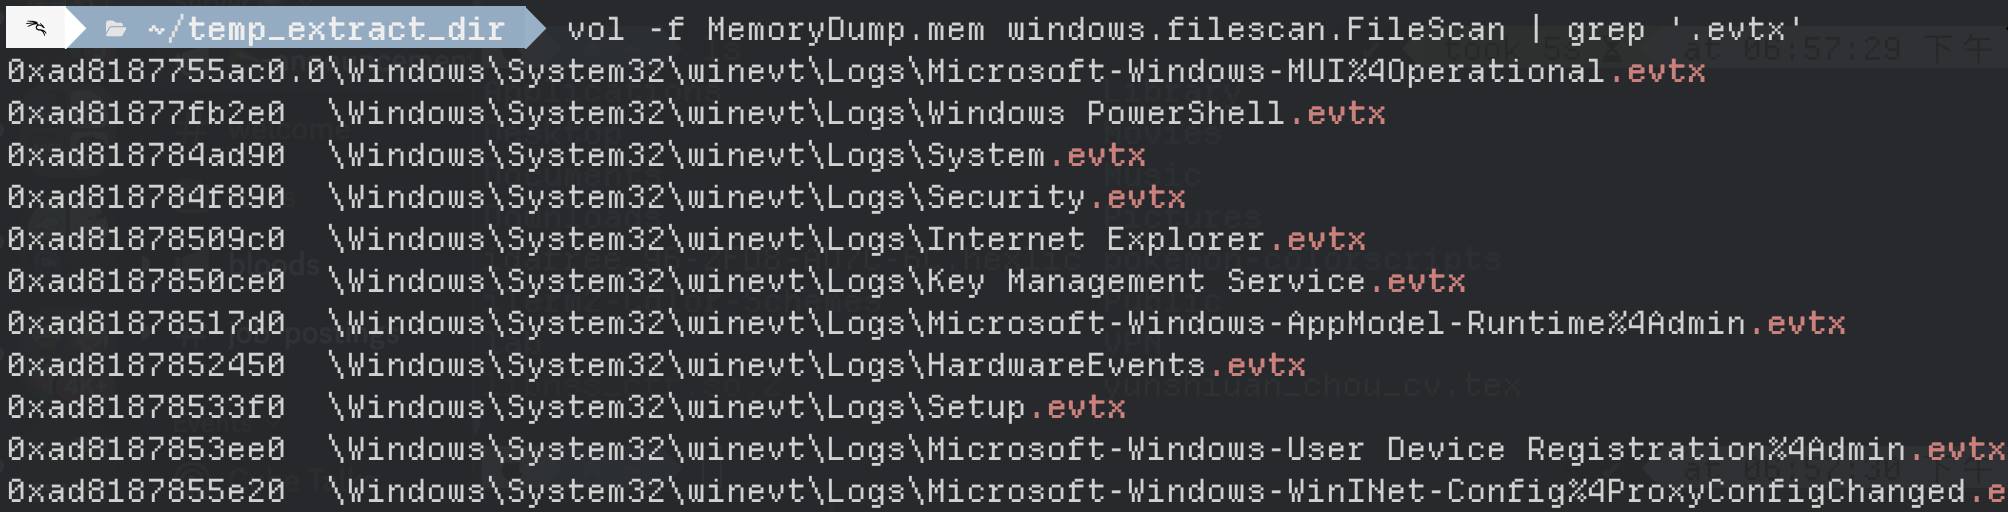 ~/temp_extract_dir vol -f MemoryDump.mem windows.filescan.FileScan | grep '.evtx'
0xad8187755ac0.0\Windows\System32\winevt\Logs\Microsoft-Windows-MUI%4Operational.evtx
0xad81877fb2e0 \Windows\System32\winevt\Logs\Windows PowerShell.evtx
0xad818784ad90 \Windows\System32\winevt\Logs\System.evtx
0xad818784f890 \Windows\System32\winevt\Logs\Security.evtx
0xad81878509c0 \Windows\System32\winevt\Logs\Internet Explorer.evtx
0xad8187850ce0 \Windows\System32\winevt\Logs\Key Management Service.evtx
0xad81878517d0 \Windows\System32\winevt\Logs\Microsoft-Windows-AppModel-Runtime%4Admin.evtx
0xad8187852450 \Windows\System32\winevt\Logs\HardwareEvents.evtx
0xad81878533f0 \Windows\System32\winevt\Logs\Setup.evtx
0xad8187853ee0 \Windows\System32\winevt\Logs\Microsoft-Windows-User Device Registration%4Admin.evtx
0xad8187855e20 \Windows\System32\winevt\Logs\Microsoft-Windows-WinINet-Config%4ProxyConfigChanged.e